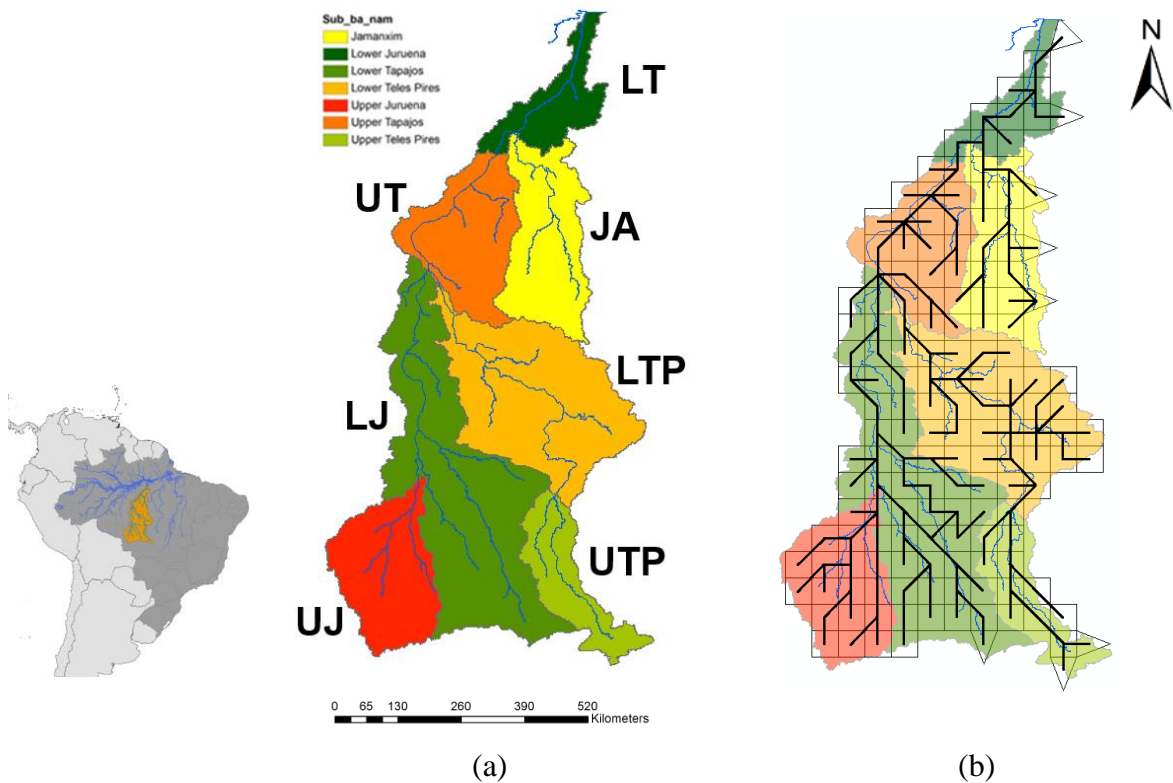 Sub_ba_nam
Jamanxim
Lower Juruena
Lower Tapajos
Lower Teles Pires
Upper Juruena
Upper Tapajos
Upper Teles Pires
LT
UT
JA
LTP
LJ
UTP
UJ
N
0 65 130 260 390 520
Kilometers
(a)
(b)